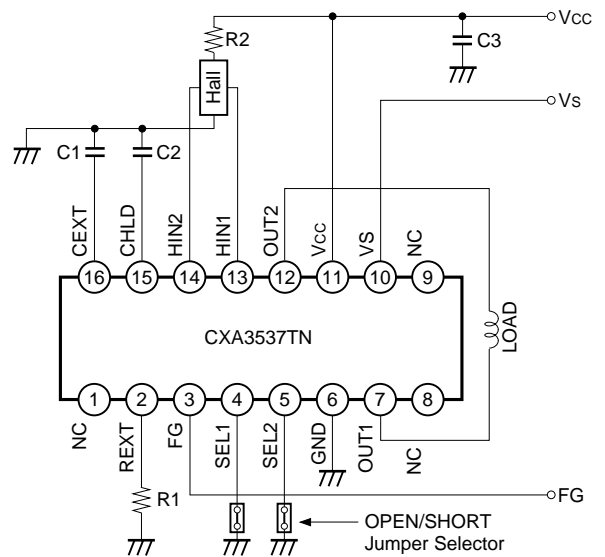 VCC
R2
C3
Hall
VS
C1
C2
CEXT
CHLD
HIN2
HIN1
OUT2
VCC
VS
NC
16
15
14
13
12
11
10
9
CXA3537TN
LOAD
1
2
3
4
5
6
7
8
NC
REXT
FG
SEL1
SEL2
GND
OUT1
NC
R1
FG
OPEN/SHORT
Jumper Selector